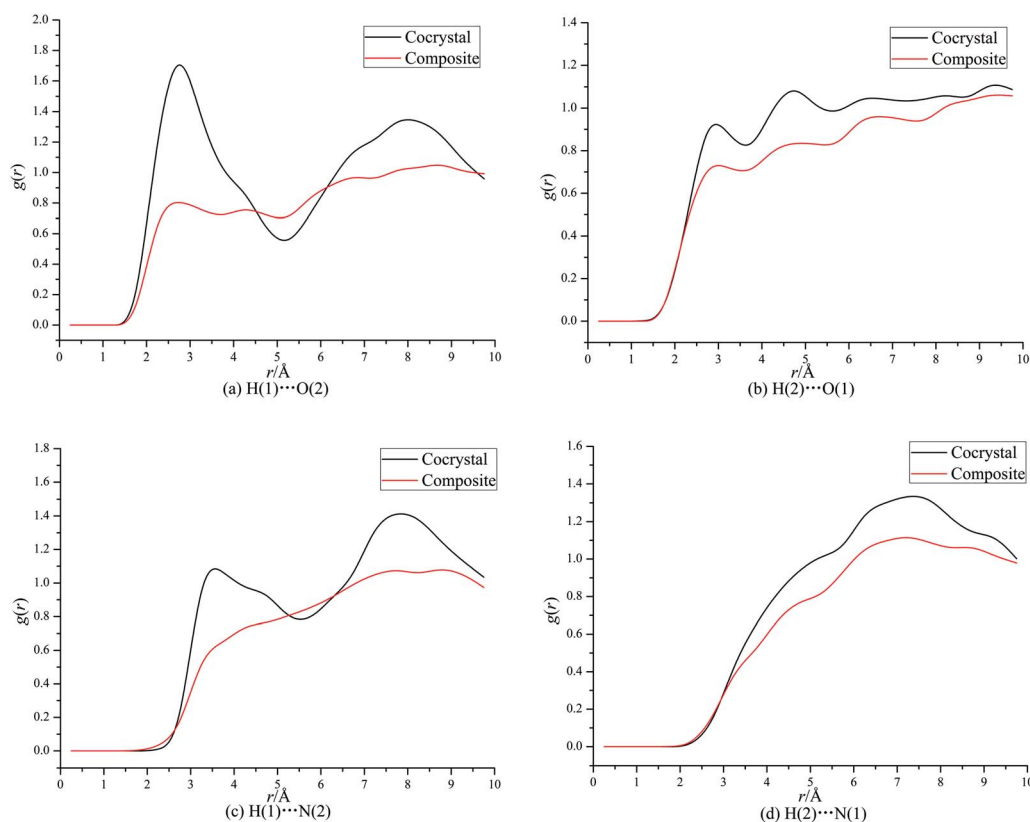 2.0
1.8
1.6
1.4
1.2
1.0
0.8
0.6
0.4
0.2
0.0
g(r)
Cocrystal
Composite
0 1 2 3 4 5 6 7 8 9 10
r/Å
(a) H(1)···O(2)
1.4
1.2
1.0
0.8
0.6
0.4
0.2
0.0
g(r)
Cocrystal
Composite
0 1 2 3 4 5 6 7 8 9 10
r/Å
(b) H(2)···O(1)
1.8
1.6
1.4
1.2
1.0
0.8
0.6
0.4
0.2
0.0
g(r)
Cocrystal
Composite
0 1 2 3 4 5 6 7 8 9 10
r/Å
(c) H(1)···N(2)
1.6
1.4
1.2
1.0
0.8
0.6
0.4
0.2
0.0
g(r)
Cocrystal
Composite
0 1 2 3 4 5 6 7 8 9 10
r/Å
(d) H(2)···N(1)